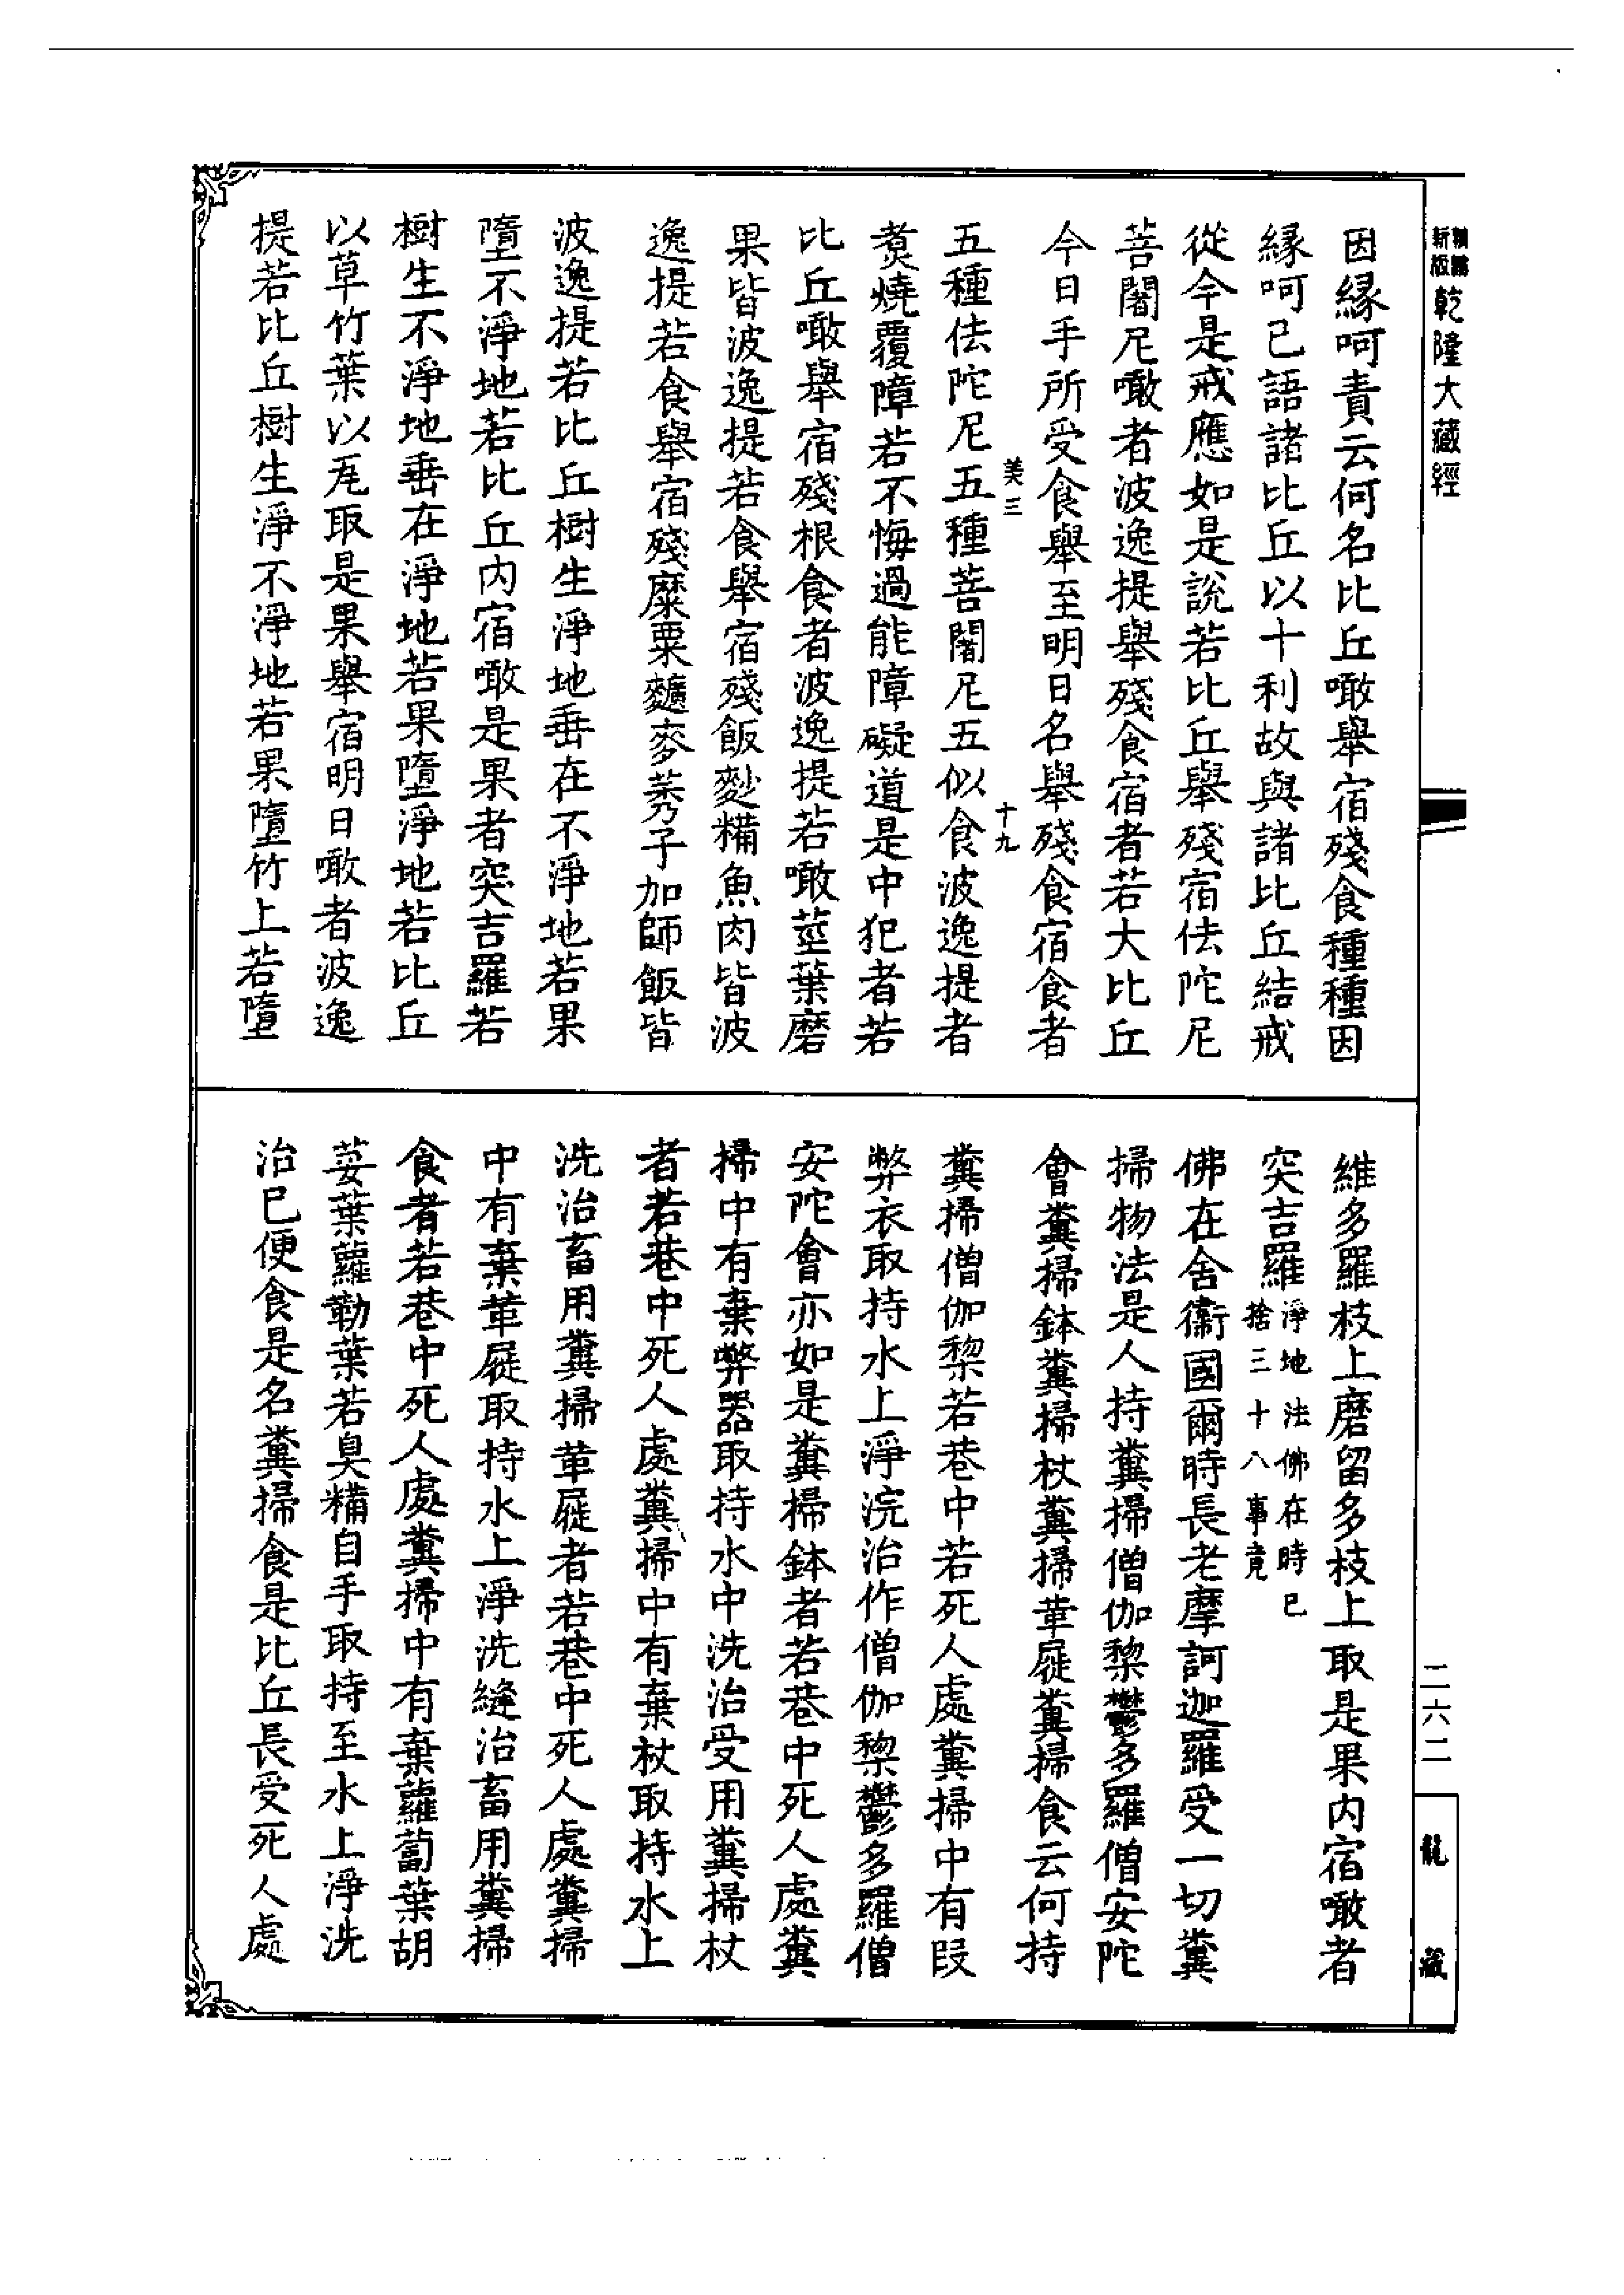 新編
縮版
乾隆大藏經
因緣呵責云何名比丘噉舉宿殘食種種因
緣呵已語諸比丘以十利故與諸比丘結戒
從今是戒應如是說若比丘舉殘宿佉陀尼
菩闍尼噉者波逸提舉殘食宿者若大比丘
今日手所受食舉至明日名舉殘食宿食者
美三
十九
五種佉陀尼五種菩闍尼五似食波逸提者
煑燒覆障若不悔過能障礙道是中犯者若
比丘噉舉宿殘根食者波逸提若噉莖葉磨
果皆波逸提若食舉宿殘飯麨糒魚肉皆波
逸提若食舉宿殘糜粟䵃麥莠子加師飯皆
波逸提若比丘樹生淨地垂在不淨地若果
墮不淨地若比丘內宿噉是果者突吉羅若
樹生不淨地垂在淨地若果墮淨地若比丘
以草竹葉以瓦取是果舉宿明日噉者波逸
提若比丘樹生淨不淨地若果墮竹上若墮
維多羅枝上磨留多枝上取是果內宿噉者
突吉羅淨地法佛在時已捨三十八事竟
佛在舍衞國爾時長老摩訶迦羅受一切糞
掃物法是人持糞掃僧伽黎鬱多羅僧安陀
會糞掃鉢糞掃杖糞掃革屣糞掃食云何持
糞掃僧伽黎若巷中若死人處糞掃中有段
弊衣取持水上淨浣治作僧伽黎鬱多羅僧
安陀會亦如是糞掃鉢者若巷中死人處糞
掃中有棄弊器取持水中洗治受用糞掃杖
者若巷中死人處糞掃中有棄杖取持水上
洗治畜用糞掃革屣者若巷中死人處糞掃
中有棄革屣取持水上淨洗縫治畜用糞掃
食者若巷中死人處糞掃中有棄蘿蔔葉胡
荽葉蘿勒葉若臭糒自手取持至水上淨洗
治已便食是名糞掃食是比丘長受死人處
二六二
龍藏